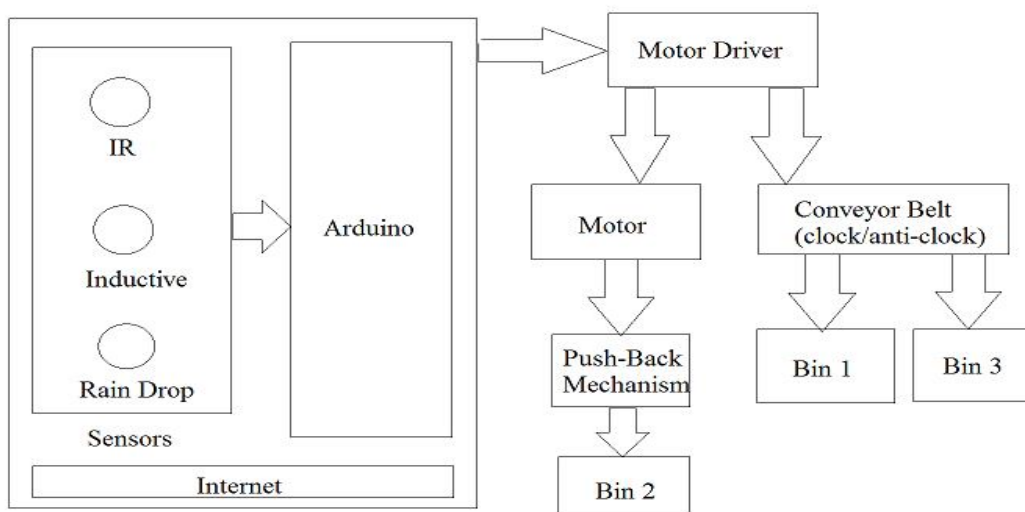 IR
Inductive
Rain Drop
Sensors
Arduino
Internet
Motor Driver
Motor
Conveyor Belt
(clock/anti-clock)
Push-Back
Mechanism
Bin 1
Bin 3
Bin 2